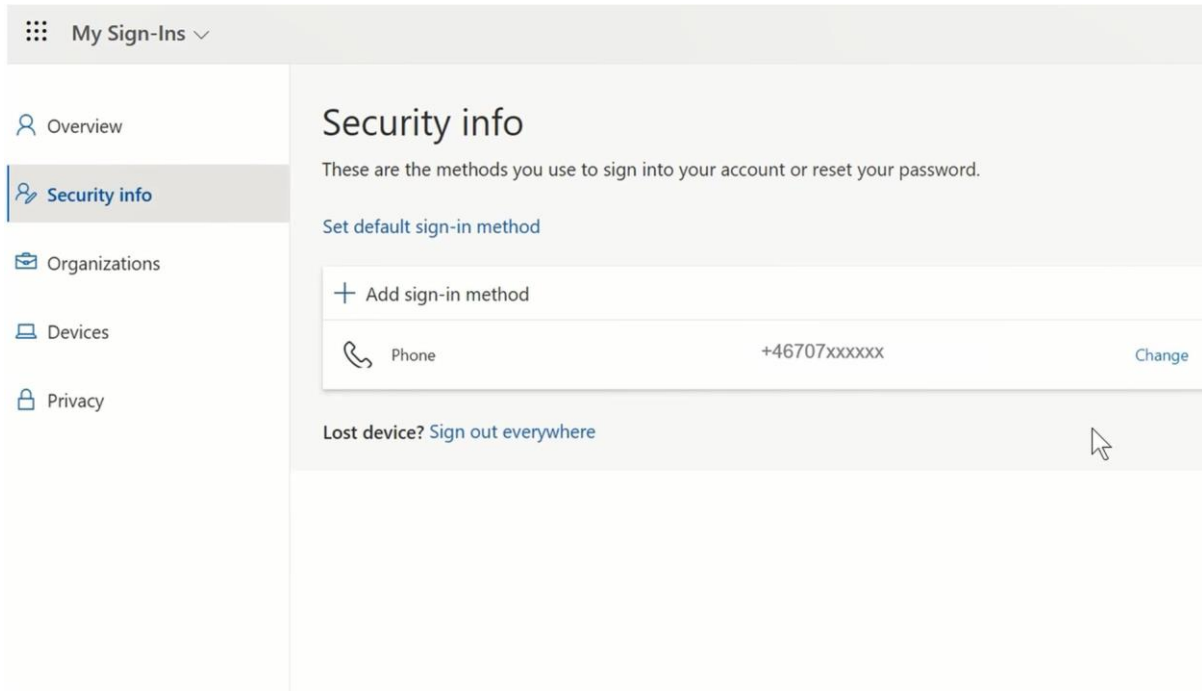 My Sign-Ins
Overview
Security info
Organizations
Devices
Privacy
Security info
These are the methods you use to sign into your account or reset your password.
Set default sign-in method
Add sign-in method
Phone +46707xxxxxx Change
Lost device? Sign out everywhere